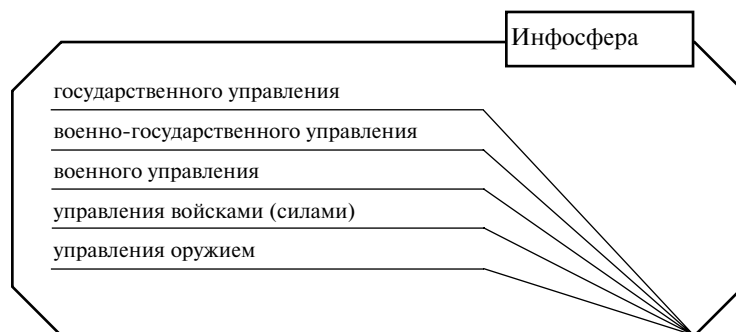 Инфосфера
государственного управления
военно-государственного управления
военного управления
управления войсками (силами)
управления оружием